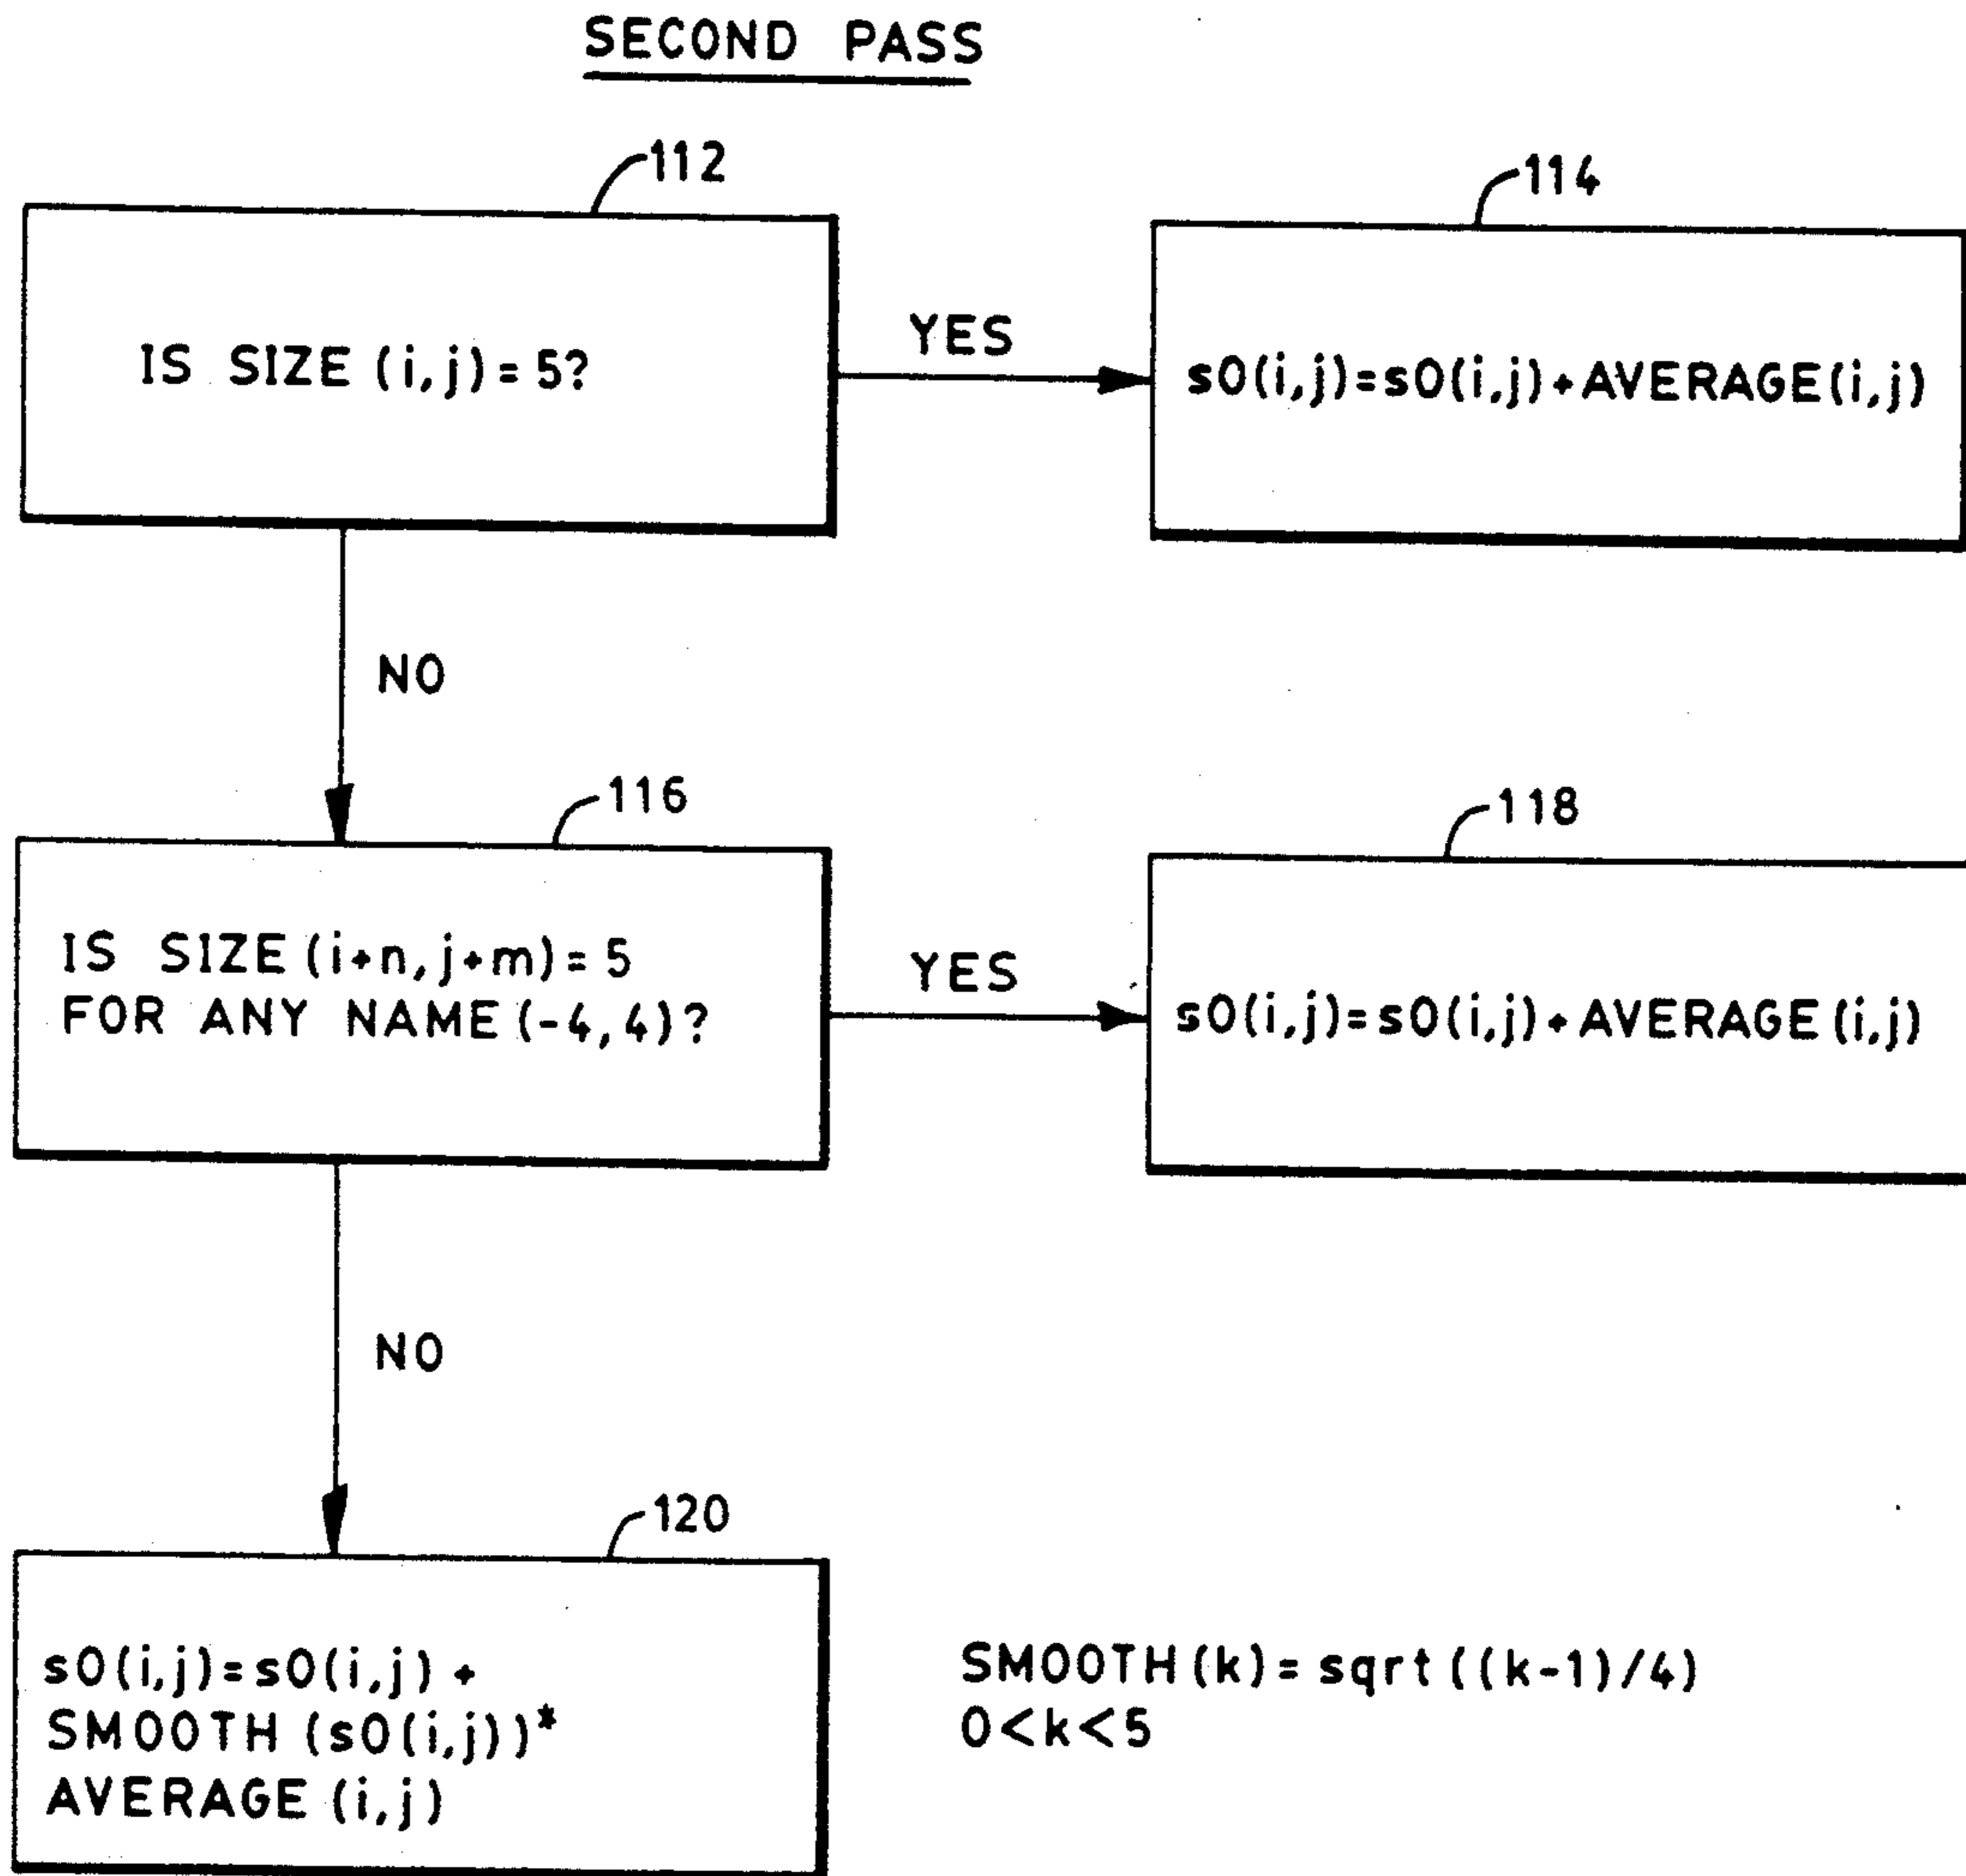 SECOND PASS
112
IS SIZE (i,j)=5?
YES
114
s0(i,j)=s0(i,j)+AVERAGE(i,j)
NO
116
IS SIZE (i+n,j+m)=5
FOR ANY NAME (-4,4)?
YES
118
s0(i,j)=s0(i,j)+AVERAGE(i,j)
NO
120
s0(i,j)=s0(i,j)+
SMOOTH (s0(i,j))*
AVERAGE (i,j)
SMOOTH(k)=sqrt((k-1)/4)
0<k<5